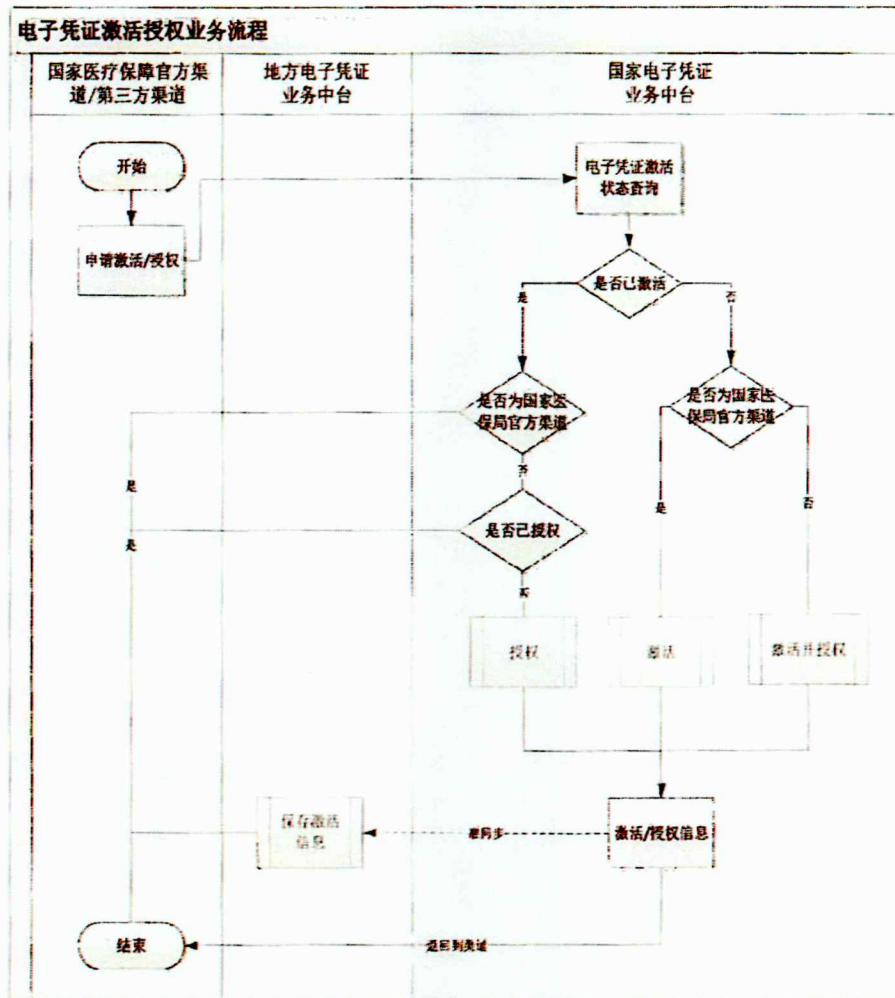 电子凭证激活授权业务流程
国家医疗保障官方渠
道/第三方渠道
地方电子凭证
业务中台
国家电子凭证
业务中台
开始
电子凭证激活
状态查询
申请激活/授权
是否已激活
是
否
是否为国家医
保局官方渠道
是否为国家医
保局官方渠道
是
否
是
否
是
是否已授权
否
授权
激活
激活并授权
保存激活
信息
准同步
激活/授权信息
结束
返回到类道